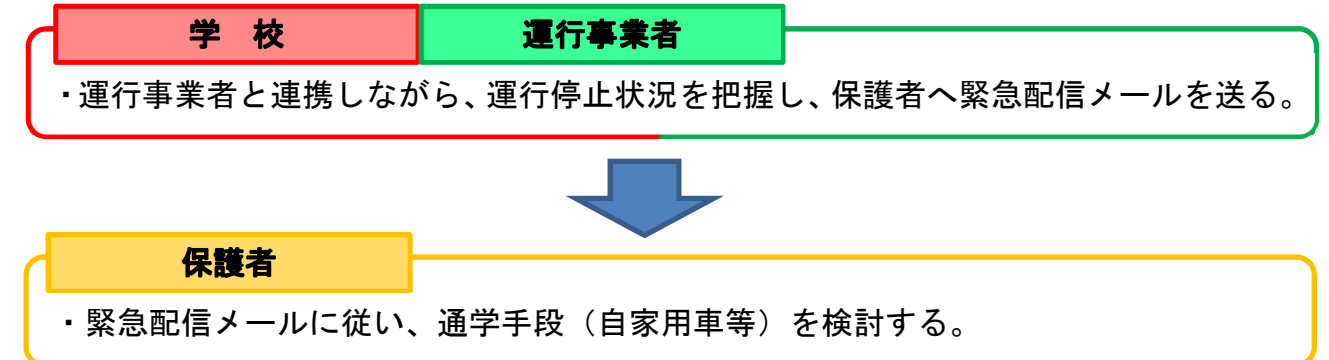 学　校
運行事業者
・運行事業者と連携しながら、運行停止状況を把握し、保護者へ緊急配信メールを送る。
保護者
・緊急配信メールに従い、通学手段（自家用車等）を検討する。